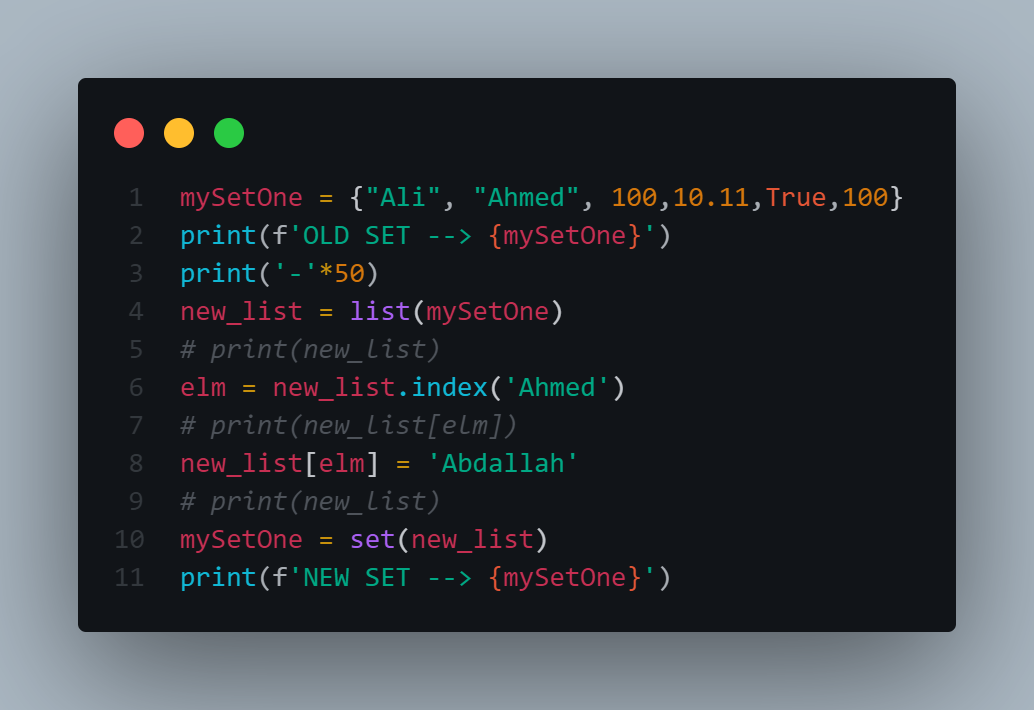 1 mySetOne = {"Ali", "Ahmed", 100,10.11,True,100}
2 print(f'OLD SET --> {mySetOne}')
3 print('-'*50)
4 new_list = list(mySetOne)
5 # print(new_list)
6 elm = new_list.index('Ahmed')
7 # print(new_list[elm])
8 new_list[elm] = 'Abdallah'
9 # print(new_list)
10 mySetOne = set(new_list)
11 print(f'NEW SET --> {mySetOne}')